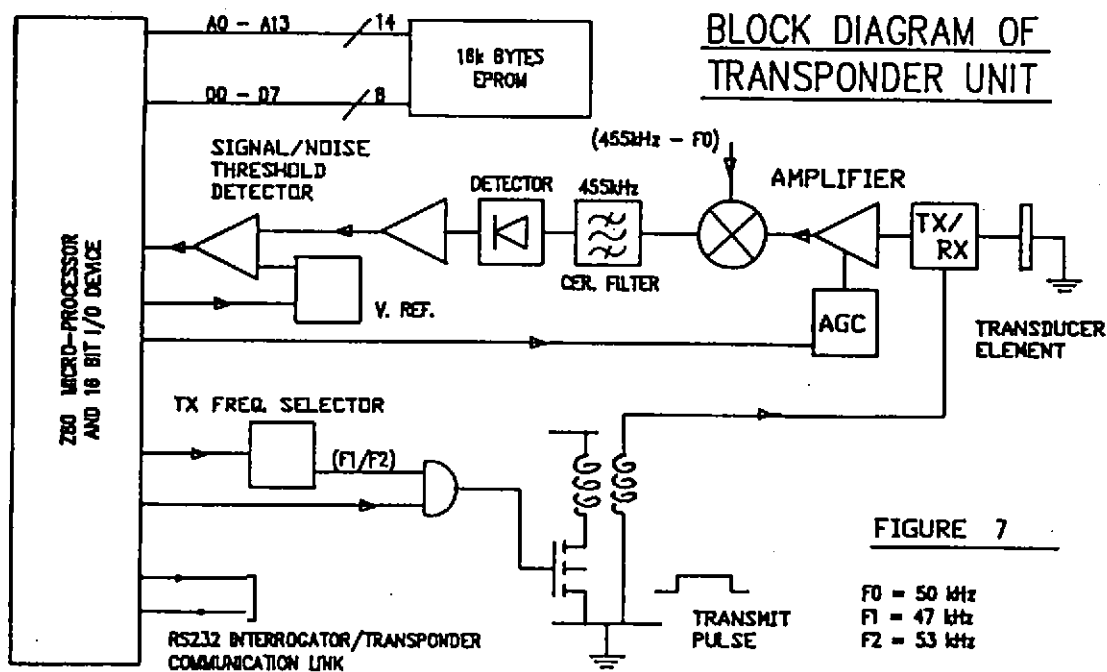 BLOCK DIAGRAM OF
TRANSPONDER UNIT
A0 - A13
14
16k BYTES
EPROM
D0 - D7
8
SIGNAL/NOISE
THRESHOLD
DETECTOR
(455kHz - F0)
DETECTOR
455kHz
AMPLIFIER
TX/
RX
CER. FILTER
V. REF.
AGC
TRANSDUCER
ELEMENT
Z80 MICRO-PROCESSOR
AND 16 BIT I/O DEVICE
TX FREQ. SELECTOR
(F1/F2)
FIGURE 7
F0 = 50 kHz
F1 = 47 kHz
F2 = 53 kHz
TRANSMIT
PULSE
RS232 INTERROGATOR/TRANSPONDER
COMMUNICATION LINK